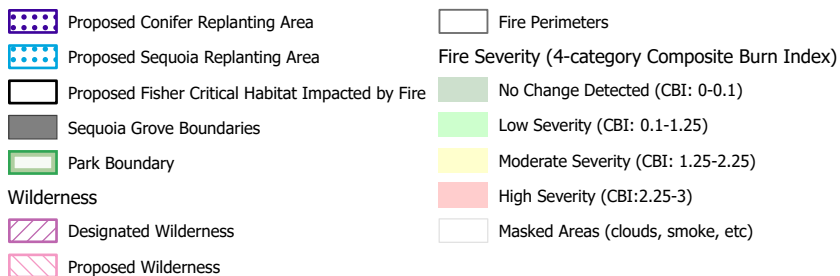 Proposed Conifer Replanting Area
Proposed Sequoia Replanting Area
Proposed Fisher Critical Habitat Impacted by Fire
Sequoia Grove Boundaries
Park Boundary
Wilderness
Designated Wilderness
Proposed Wilderness
Fire Perimeters
Fire Severity (4-category Composite Burn Index)
No Change Detected (CBI: 0-0.1)
Low Severity (CBI: 0.1-1.25)
Moderate Severity (CBI: 1.25-2.25)
High Severity (CBI:2.25-3)
Masked Areas (clouds, smoke, etc)